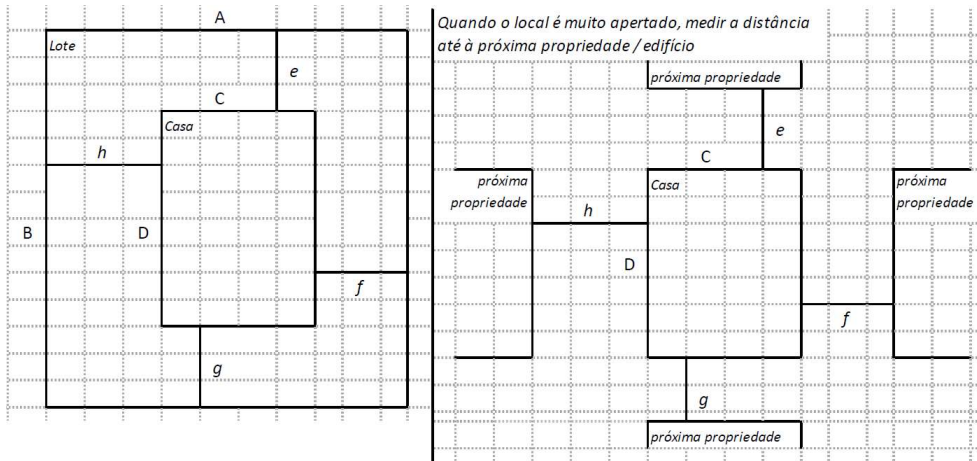 A
Lote
e
C
Casa
h
B
D
f
g
Quando o local é muito apertado, medir a distância
até à próxima propriedade / edifício
próxima propriedade
e
C
próxima
propriedade
Casa
próxima
propriedade
h
D
f
g
próxima propriedade